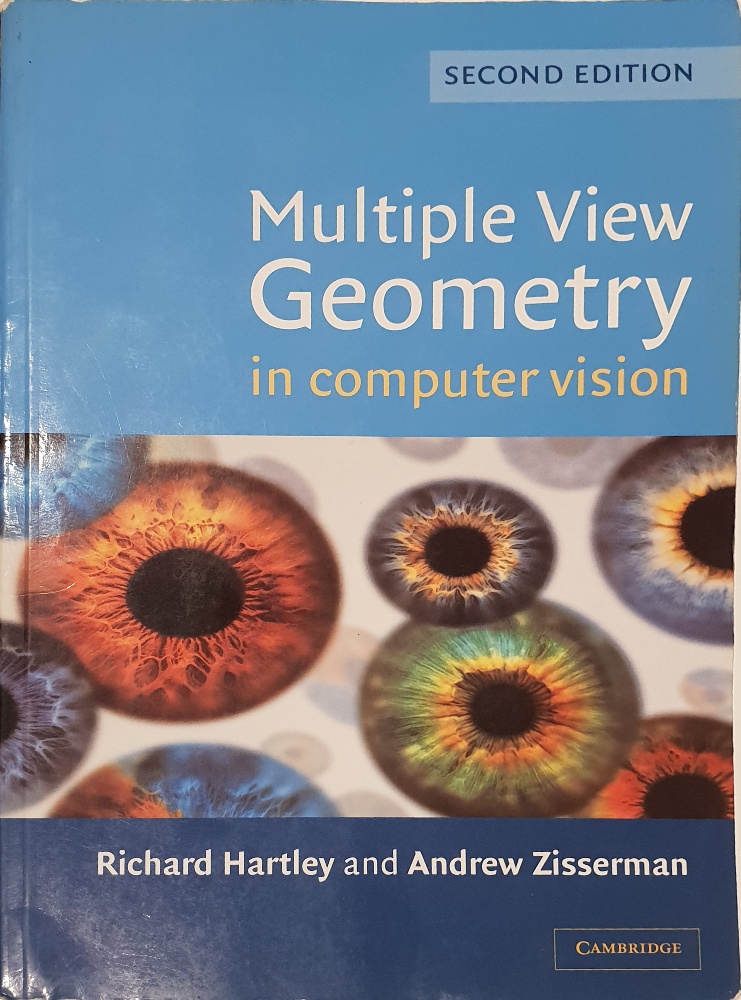 SECOND EDITION
Multiple View
Geometry
in computer vision
Richard Hartley and Andrew Zisserman
CAMBRIDGE